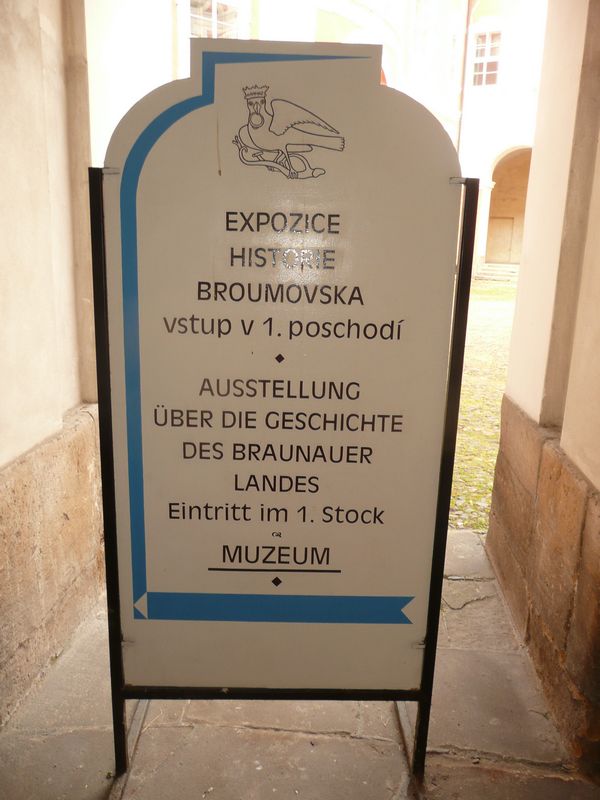 EXPOZICE
HISTORIE
BROUMOVSKA
vstup v 1. poschodí
AUSSTELLUNG
ÜBER DIE GESCHICHTE
DES BRAUNAUER
LANDES
Eintritt im 1. Stock
MUZEUM